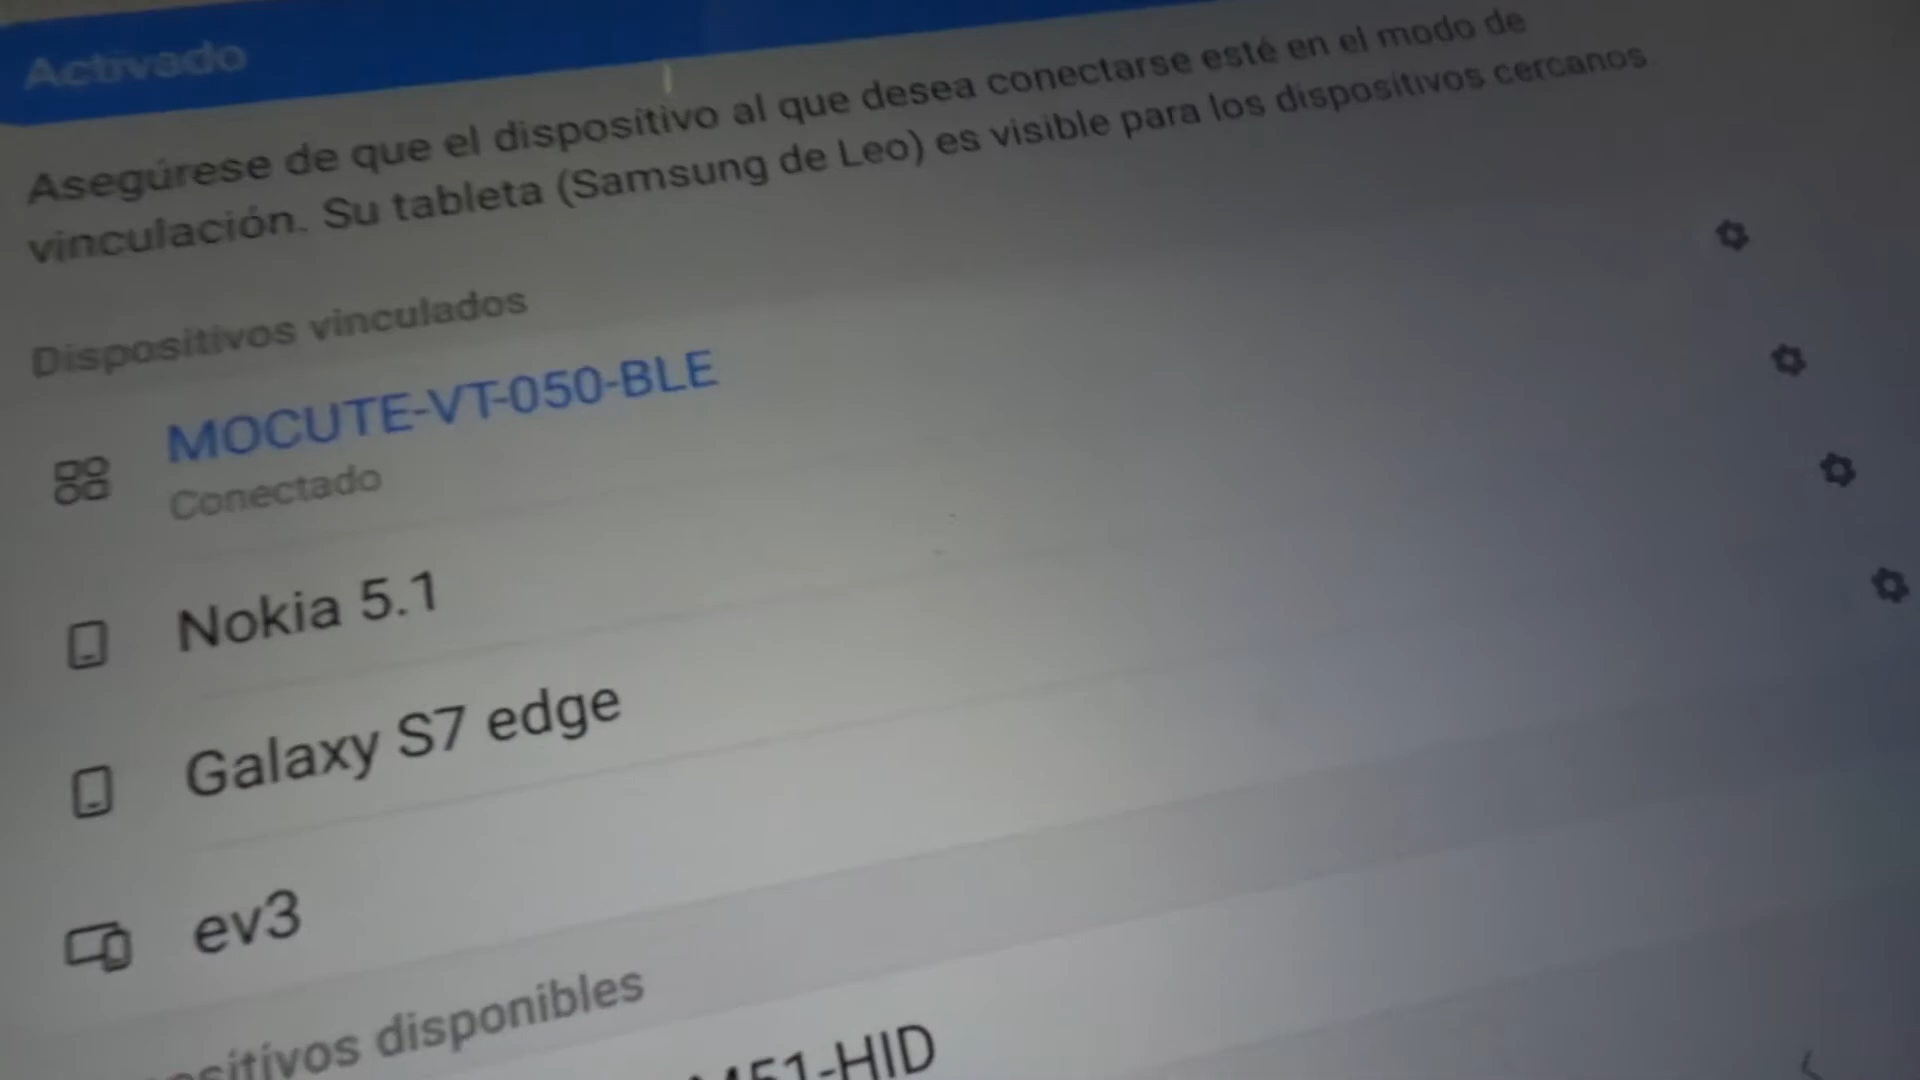 Activado
Asegúrese de que el dispositivo al que desea conectarse esté en el modo de
vinculación. Su tableta (Samsung de Leo) es visible para los dispositivos cercanos
Dispositivos vinculados
MOCUTE-VT-050-BLE
Conectado
Nokia 5.1
Galaxy S7 edge
ev3
disponibles